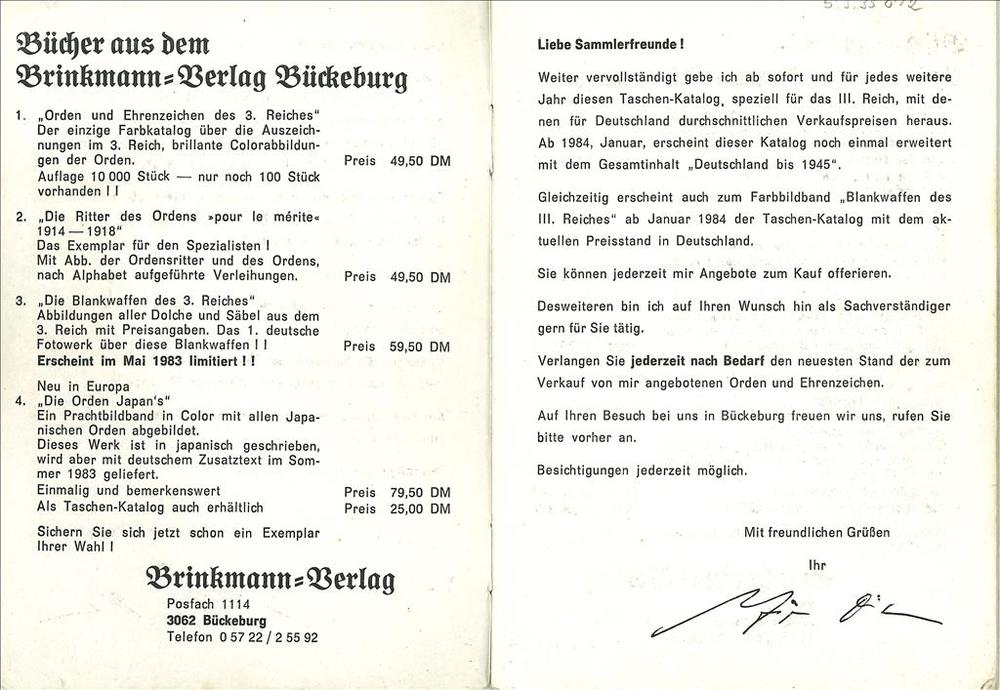 Bücher aus dem
Brinkmann=Verlag Bückeburg
1. „Orden und Ehrenzeichen des 3. Reiches“
Der einzige Farbkatalog über die Auszeich-
nungen im 3. Reich, brillante Colorabbildun-
gen der Orden. Preis 49,50 DM
Auflage 10 000 Stück — nur noch 100 Stück
vorhanden ! !
2. „Die Ritter des Ordens »pour le mérite«
1914 — 1918“
Das Exemplar für den Spezialisten !
Mit Abb. der Ordensritter und des Ordens,
nach Alphabet aufgeführte Verleihungen. Preis 49,50 DM
3. „Die Blankwaffen des 3. Reiches“
Abbildungen aller Dolche und Säbel aus dem
3. Reich mit Preisangaben. Das 1. deutsche
Fotowerk über diese Blankwaffen ! ! Preis 59,50 DM
Erscheint im Mai 1983 limitiert ! !
Neu in Europa
4. „Die Orden Japan's“
Ein Prachtbildband in Color mit allen Japa-
nischen Orden abgebildet.
Dieses Werk ist in japanisch geschrieben,
wird aber mit deutschem Zusatztext im Som-
mer 1983 geliefert.
Einmalig und bemerkenswert Preis 79,50 DM
Als Taschen-Katalog auch erhältlich Preis 25,00 DM
Sichern Sie sich jetzt schon ein Exemplar
Ihrer Wahl !
Brinkmann=Verlag
Posfach 1114
3062 Bückeburg
Telefon 0 57 22 / 2 55 92
Liebe Sammlerfreunde !
Weiter vervollständigt gebe ich ab sofort und für jedes weitere
Jahr diesen Taschen-Katalog, speziell für das III. Reich, mit de-
nen für Deutschland durchschnittlichen Verkaufspreisen heraus.
Ab 1984, Januar, erscheint dieser Katalog noch einmal erweitert
mit dem Gesamtinhalt „Deutschland bis 1945“.
Gleichzeitig erscheint auch zum Farbbildband „Blankwaffen des
III. Reiches“ ab Januar 1984 der Taschen-Katalog mit dem ak-
tuellen Preisstand in Deutschland.
Sie können jederzeit mir Angebote zum Kauf offerieren.
Desweiteren bin ich auf Ihren Wunsch hin als Sachverständiger
gern für Sie tätig.
Verlangen Sie jederzeit nach Bedarf den neuesten Stand der zum
Verkauf von mir angebotenen Orden und Ehrenzeichen.
Auf Ihren Besuch bei uns in Bückeburg freuen wir uns, rufen Sie
bitte vorher an.
Besichtigungen jederzeit möglich.
Mit freundlichen Grüßen
Ihr